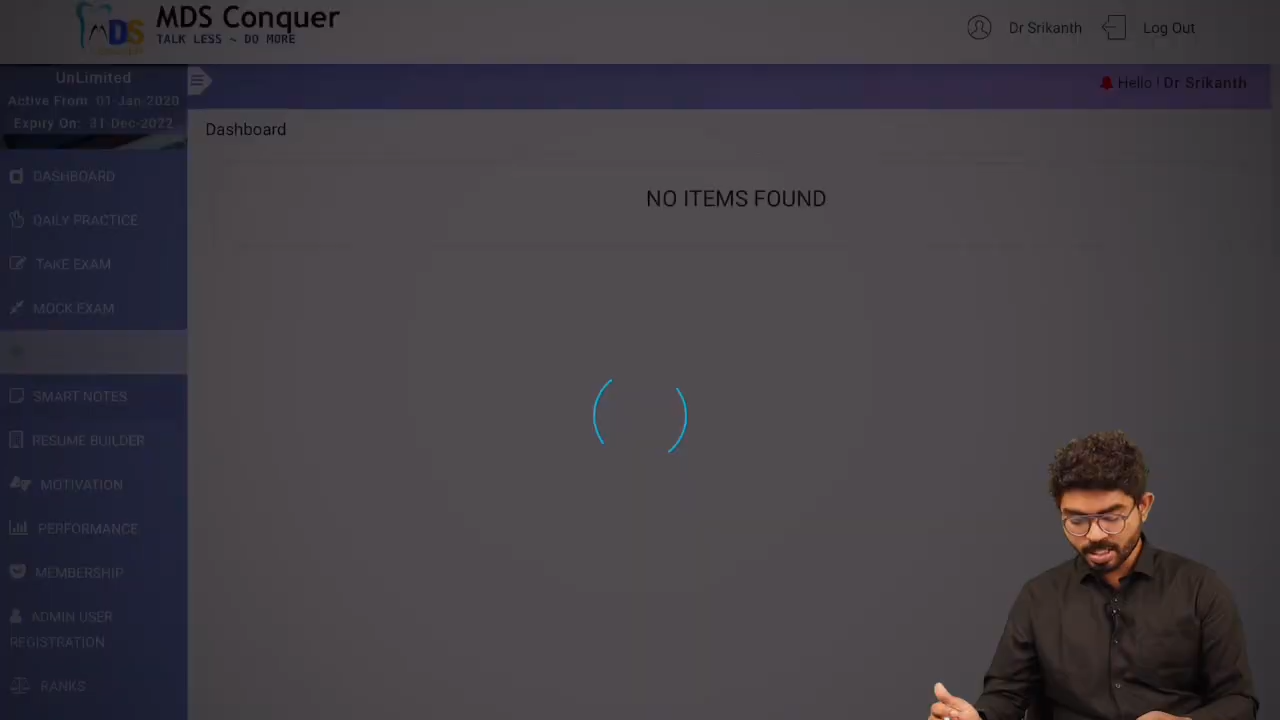 MDS Conquer
TALK LESS ~ DO MORE
Dr Srikanth
Log Out
UnLimited
Active From: 01-Jan-2020
Expiry On: 31-Dec-2022
Hello ! Dr Srikanth
Dashboard
NO ITEMS FOUND
DASHBOARD
DAILY PRACTICE
TAKE EXAM
MOCK EXAM
SMART NOTES
RESUME BUILDER
MOTIVATION
PERFORMANCE
MEMBERSHIP
ADMIN USER
REGISTRATION
RANKS